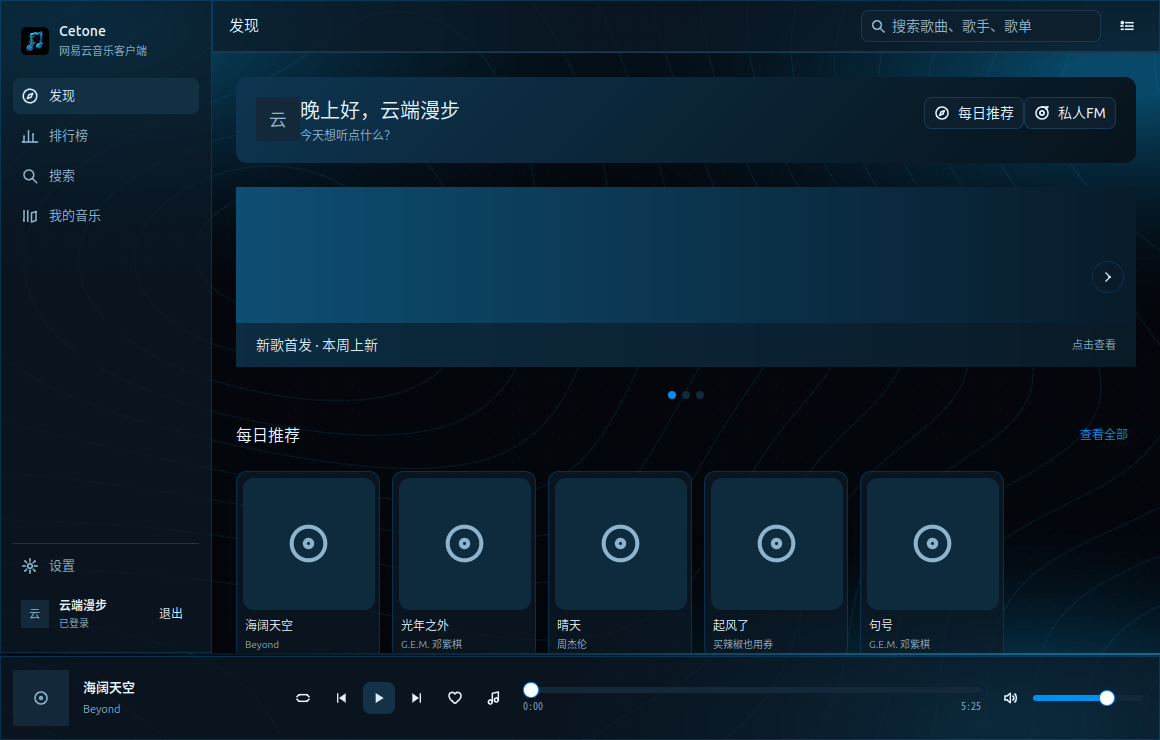 Cetone
网易云音乐客户端
发现
排行榜
搜索
我的音乐
设置
云
云端漫步
已登录
退出
发现
搜索歌曲、歌手、歌单
云
晚上好，云端漫步
今天想听点什么？
每日推荐
私人FM
新歌首发 · 本周上新
点击查看
每日推荐
查看全部
海阔天空
Beyond
光年之外
G.E.M. 邓紫棋
晴天
周杰伦
起风了
买辣椒也用券
句号
G.E.M. 邓紫棋
海阔天空
Beyond
0:00
5:25